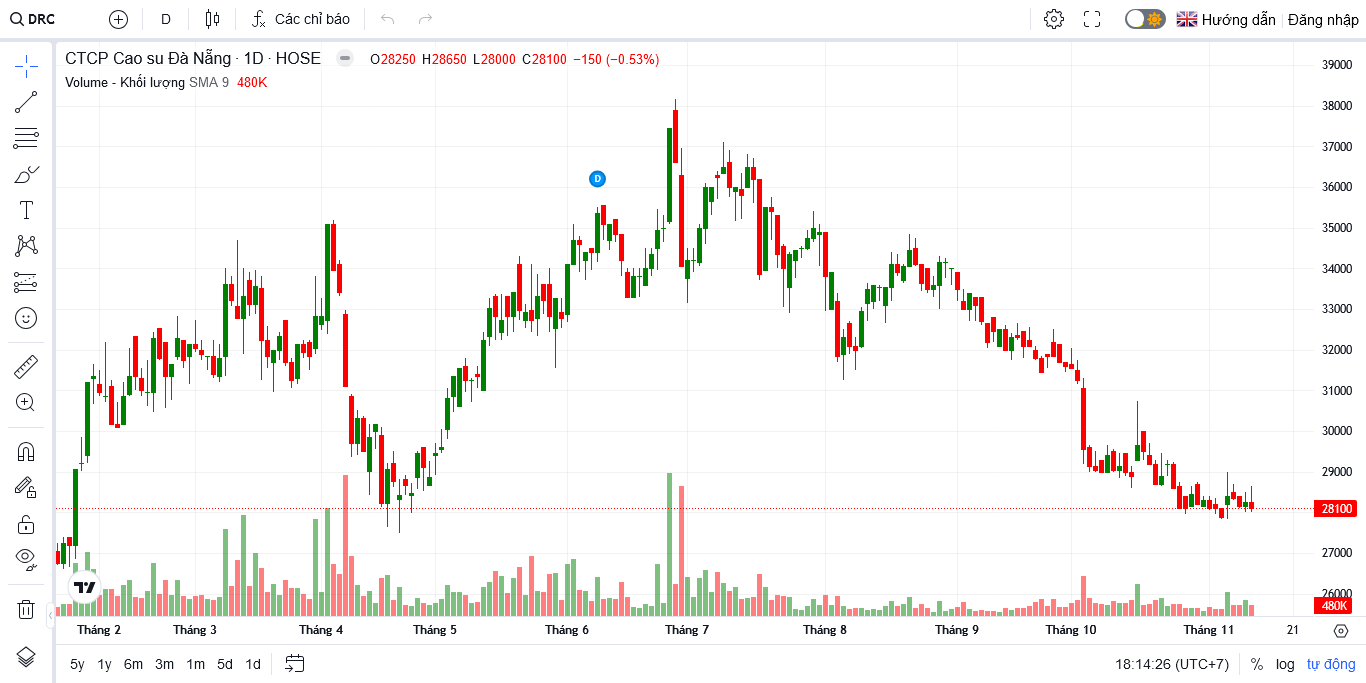 DRC D Các chỉ báo Hướng dẫn Đăng nhập
CTCP Cao su Đà Nẵng · 1D · HOSE O28250 H28650 L28000 C28100 −150 (−0.53%)
Volume - Khối lượng SMA 9 480K
39000
38000
37000
36000
D
35000
34000
33000
32000
31000
30000
29000
28100
27000
26000
480K
Tháng 2 Tháng 3 Tháng 4 Tháng 5 Tháng 6 Tháng 7 Tháng 8 Tháng 9 Tháng 10 Tháng 11 21
5y 1y 6m 3m 1m 5d 1d 18:14:26 (UTC+7) % log tự động